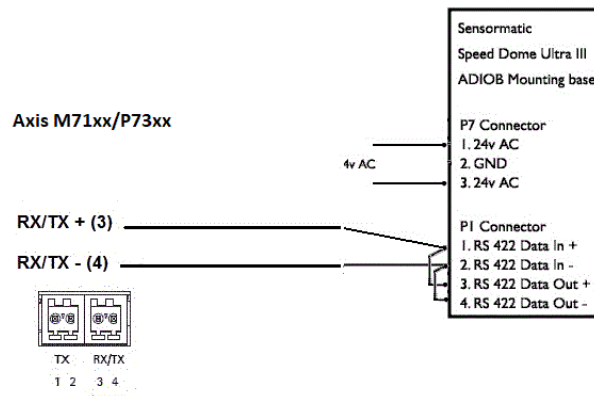 Sensormatic
Speed Dome Ultra III
ADIOB Mounting base
Axis M71xx/P73xx
P7 Connector
1. 24v AC
4v AC
2. GND
3. 24v AC
RX/TX + (3)
P1 Connector
1. RS 422 Data In +
RX/TX - (4)
2. RS 422 Data In -
3. RS 422 Data Out +
4. RS 422 Data Out -
TX RX/TX
1 2 3 4